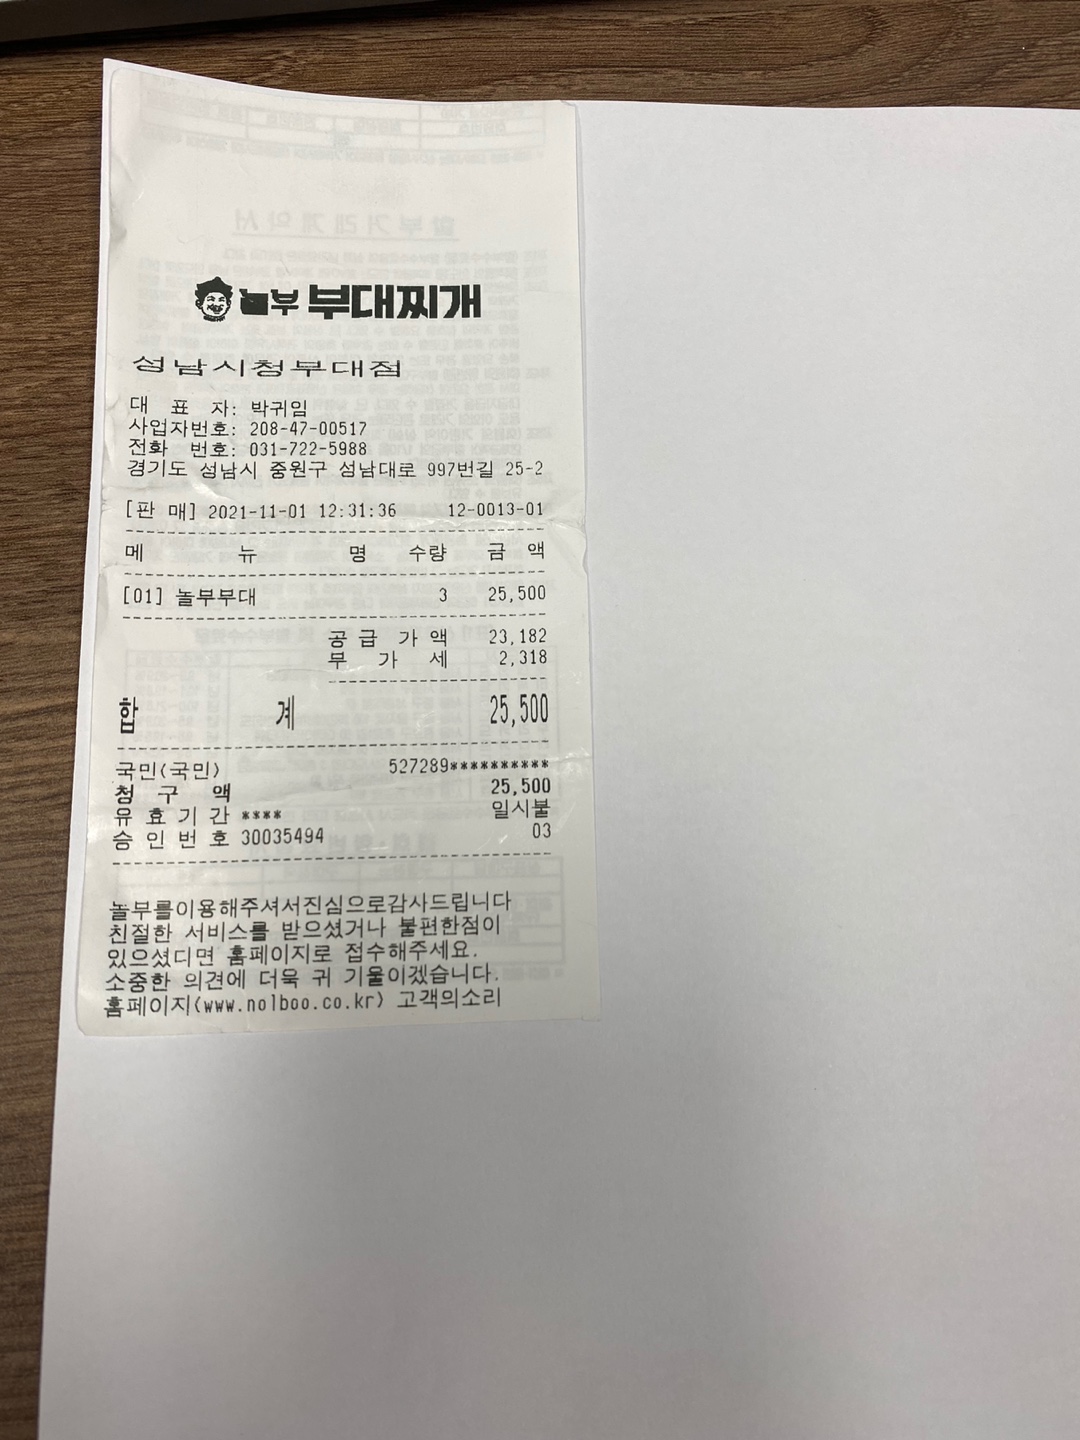 놀부 부대찌개
성남시청부대점
대 표 자: 박귀임
사업자번호: 208-47-00517
전화 번호: 031-722-5988
경기도 성남시 중원구 성남대로 997번길 25-2
[판 매] 2021-11-01 12:31:36 12-0013-01
메 뉴 명 수량 금 액
[01] 놀부부대 3 25,500
공 급 가 액 23,182
부 가 세 2,318
합 계 25,500
국민(국민) 527289**********
청 구 액 25,500
유 효 기 간 **** 일시불
승 인 번 호 30035494 03
놀부를이용해주셔서진심으로감사드립니다
친절한 서비스를 받으셨거나 불편한점이
있으셨디면 홈페이지로 접수해주세요.
소중한 의견에 더욱 귀 기울이겠습니다.
홈페이지(www.nolboo.co.kr) 고객의소리